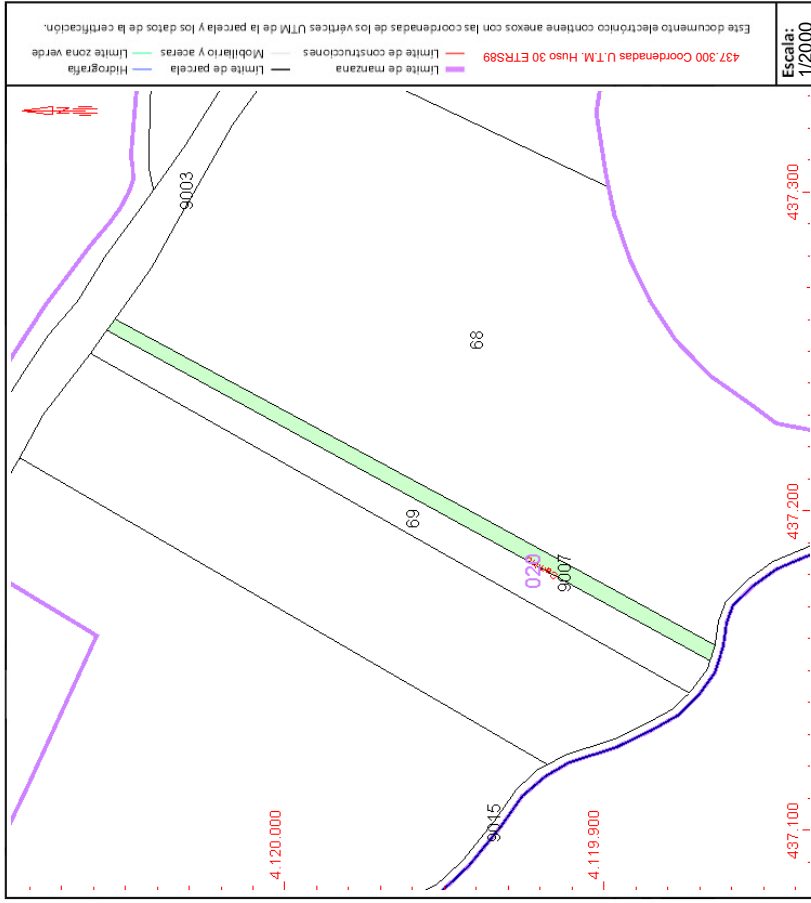 Este documento electrónico contiene anexos con las coordenadas de los vértices UTM de la parcela y los datos de la certificación.
437.300 Coordenadas U.T.M. Huso 30 ETRS89
Límite de manzana
Límite de construcciones
Límite de parcela
Mobiliario y aceras
Hidrografía
Límite zona verde
Escala:
1/2000
9003
437.300
68
69
437.200
020
Camino
9007
9015
4.120.000
4.119.900
437.100